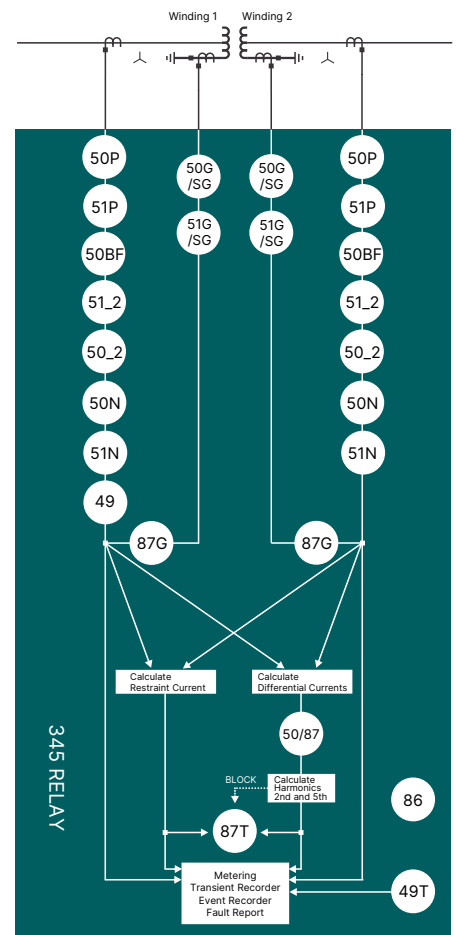 Winding 1
Winding 2
50P
50G
/SG
50G
/SG
50P
51P
51G
/SG
51G
/SG
51P
50BF
50BF
51_2
51_2
50_2
50_2
50N
50N
51N
51N
49
87G
87G
Calculate
Restraint Current
Calculate
Differential Currents
50/87
345 RELAY
BLOCK
Calculate
Harmonics
2nd and 5th
86
87T
Metering
Transient Recorder
Event Recorder
Fault Report
49T